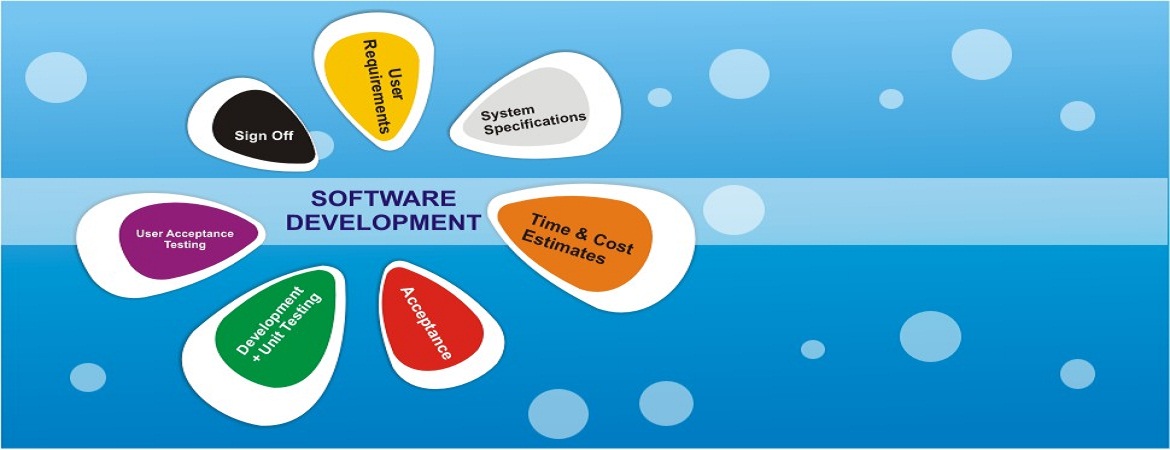 User
Requirements
System
Specifications
Sign Off
SOFTWARE
DEVELOPMENT
Time & Cost
Estimates
User Acceptance
Testing
Development
+ Unit Testing
Acceptance